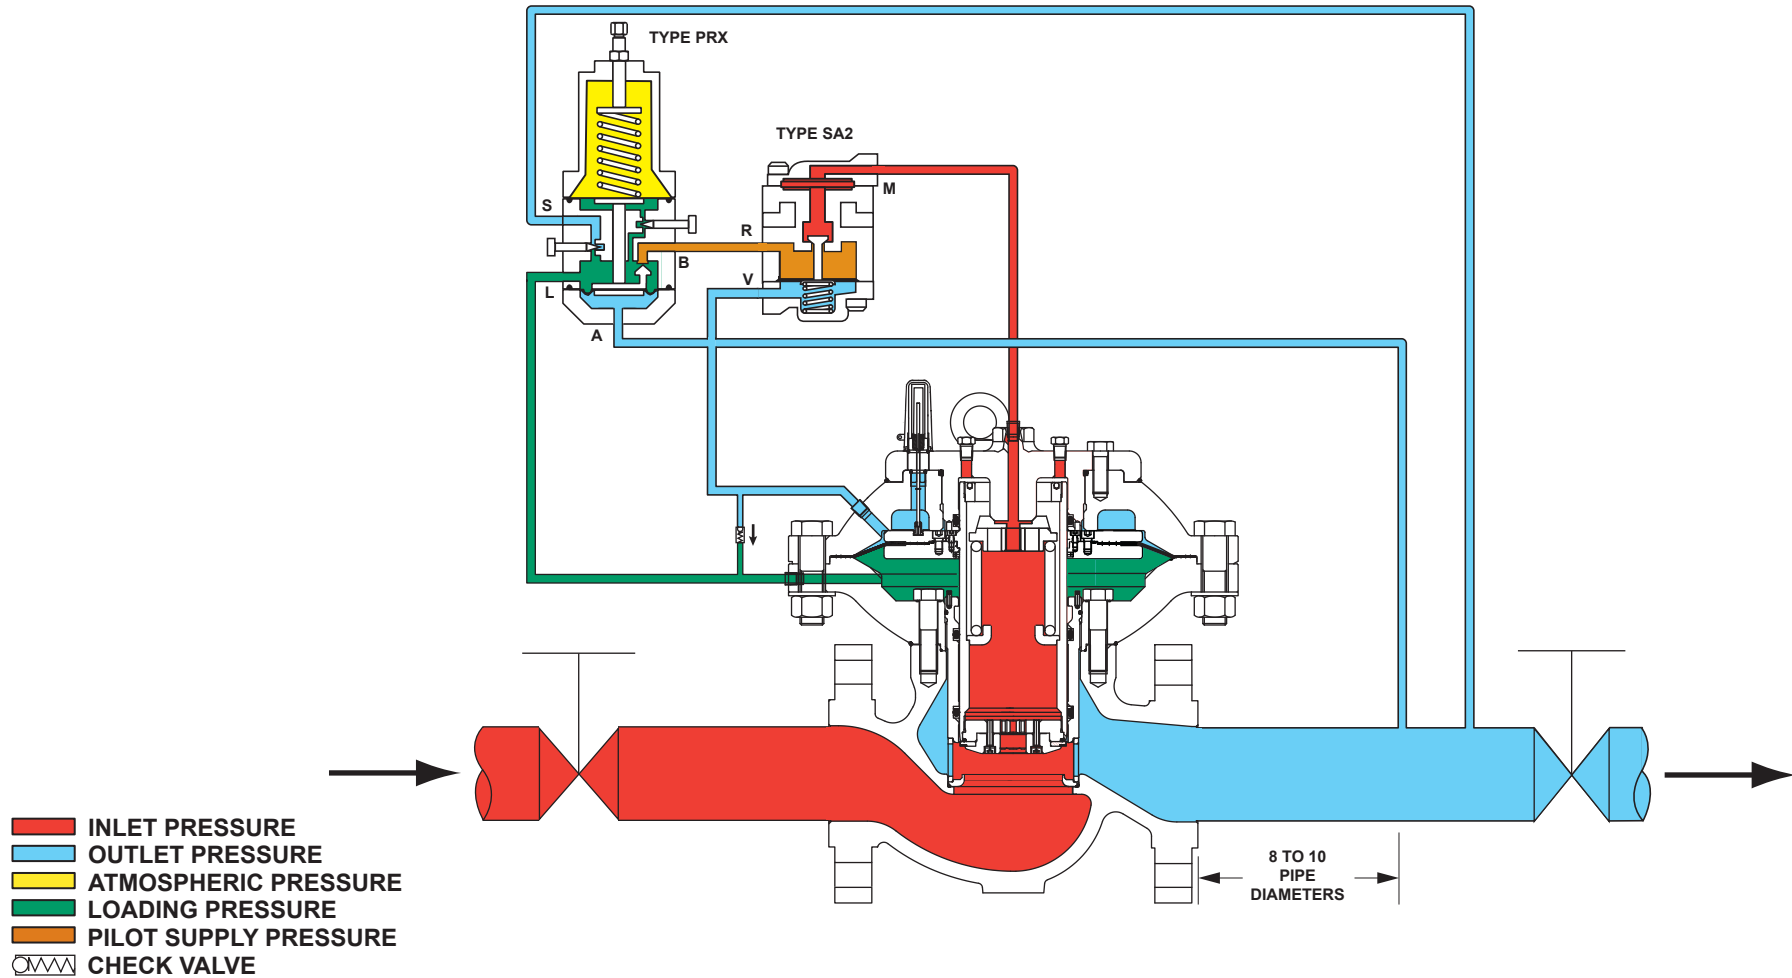 TYPE PRX
TYPE SA2
M
S
R
B
V
L
A
INLET PRESSURE
OUTLET PRESSURE
ATMOSPHERIC PRESSURE
LOADING PRESSURE
PILOT SUPPLY PRESSURE
CHECK VALVE
8 TO 10
PIPE
DIAMETERS